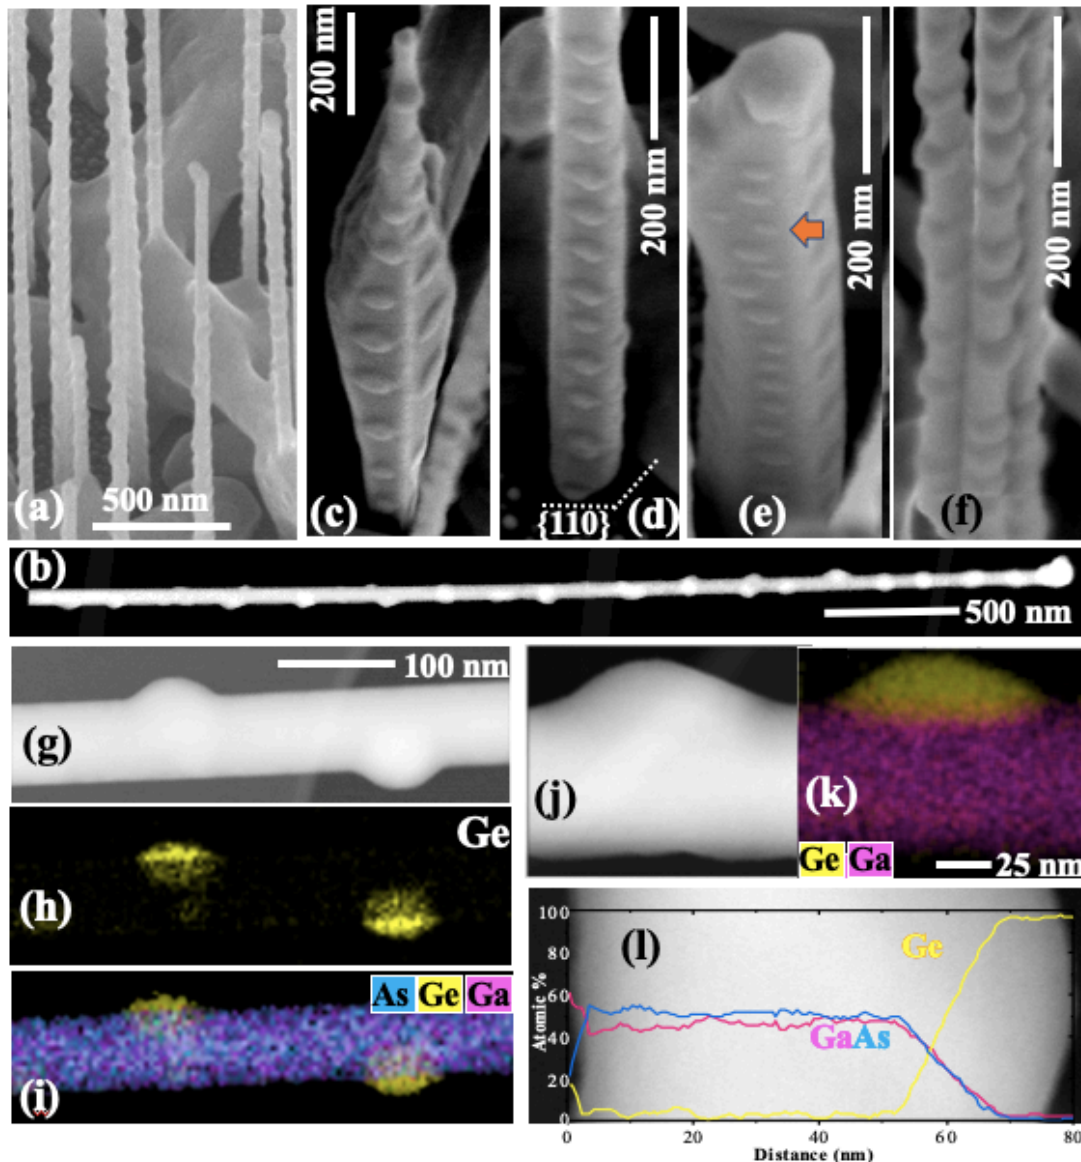 200 nm
200 nm
200 nm
200 nm
(a)
500 nm
(c)
{110}
(d)
(e)
(f)
(b)
500 nm
100 nm
(g)
(j)
(k)
Ge
(h)
Ge Ga
25 nm
As Ge Ga
(i)
(l)
Ge
GaAs
Atomic %
100
80
60
40
20
0
0 20 40 60 80
Distance (nm)